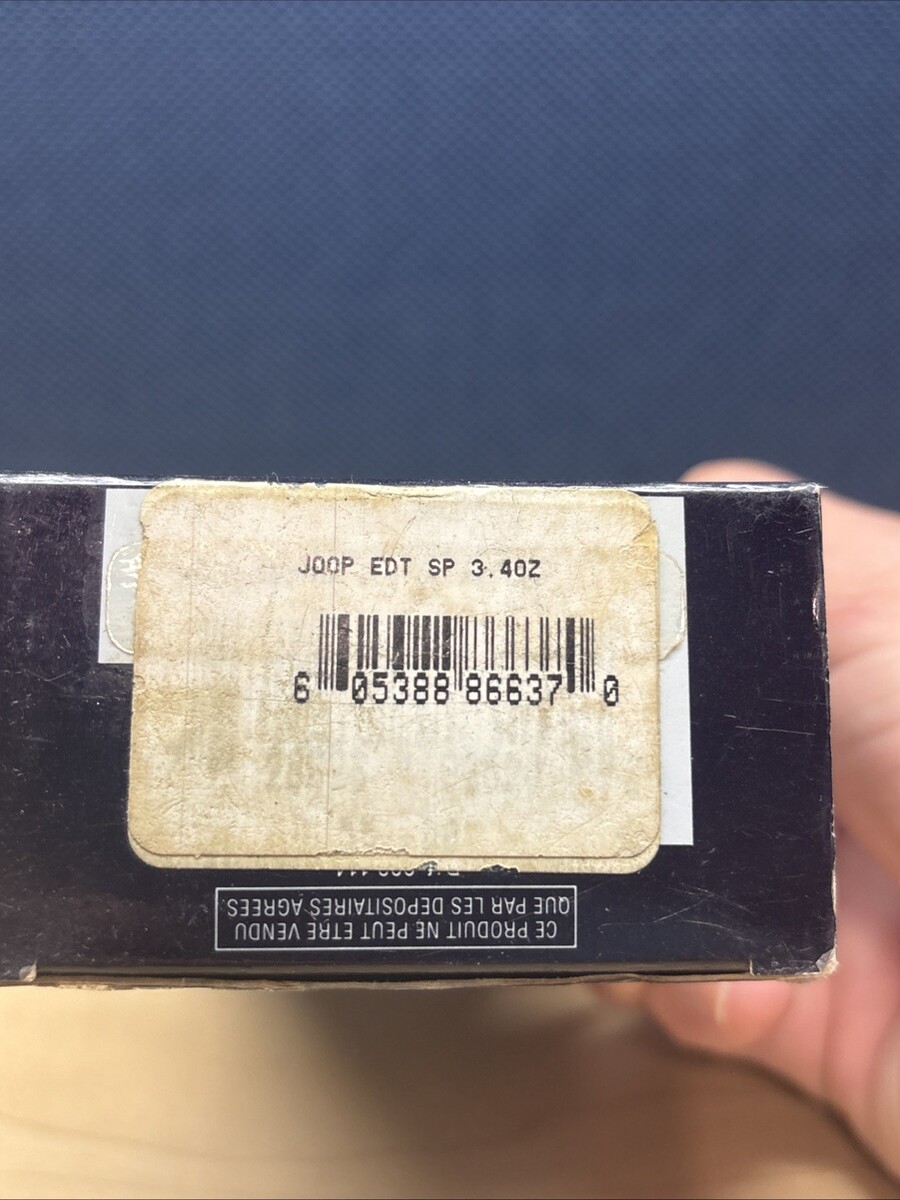 JOOP EDT SP 3.4OZ
6 05388 86637 0
CE PRODUIT NE PEUT ETRE VENDU
QUE PAR LES DEPOSITAIRES AGREES